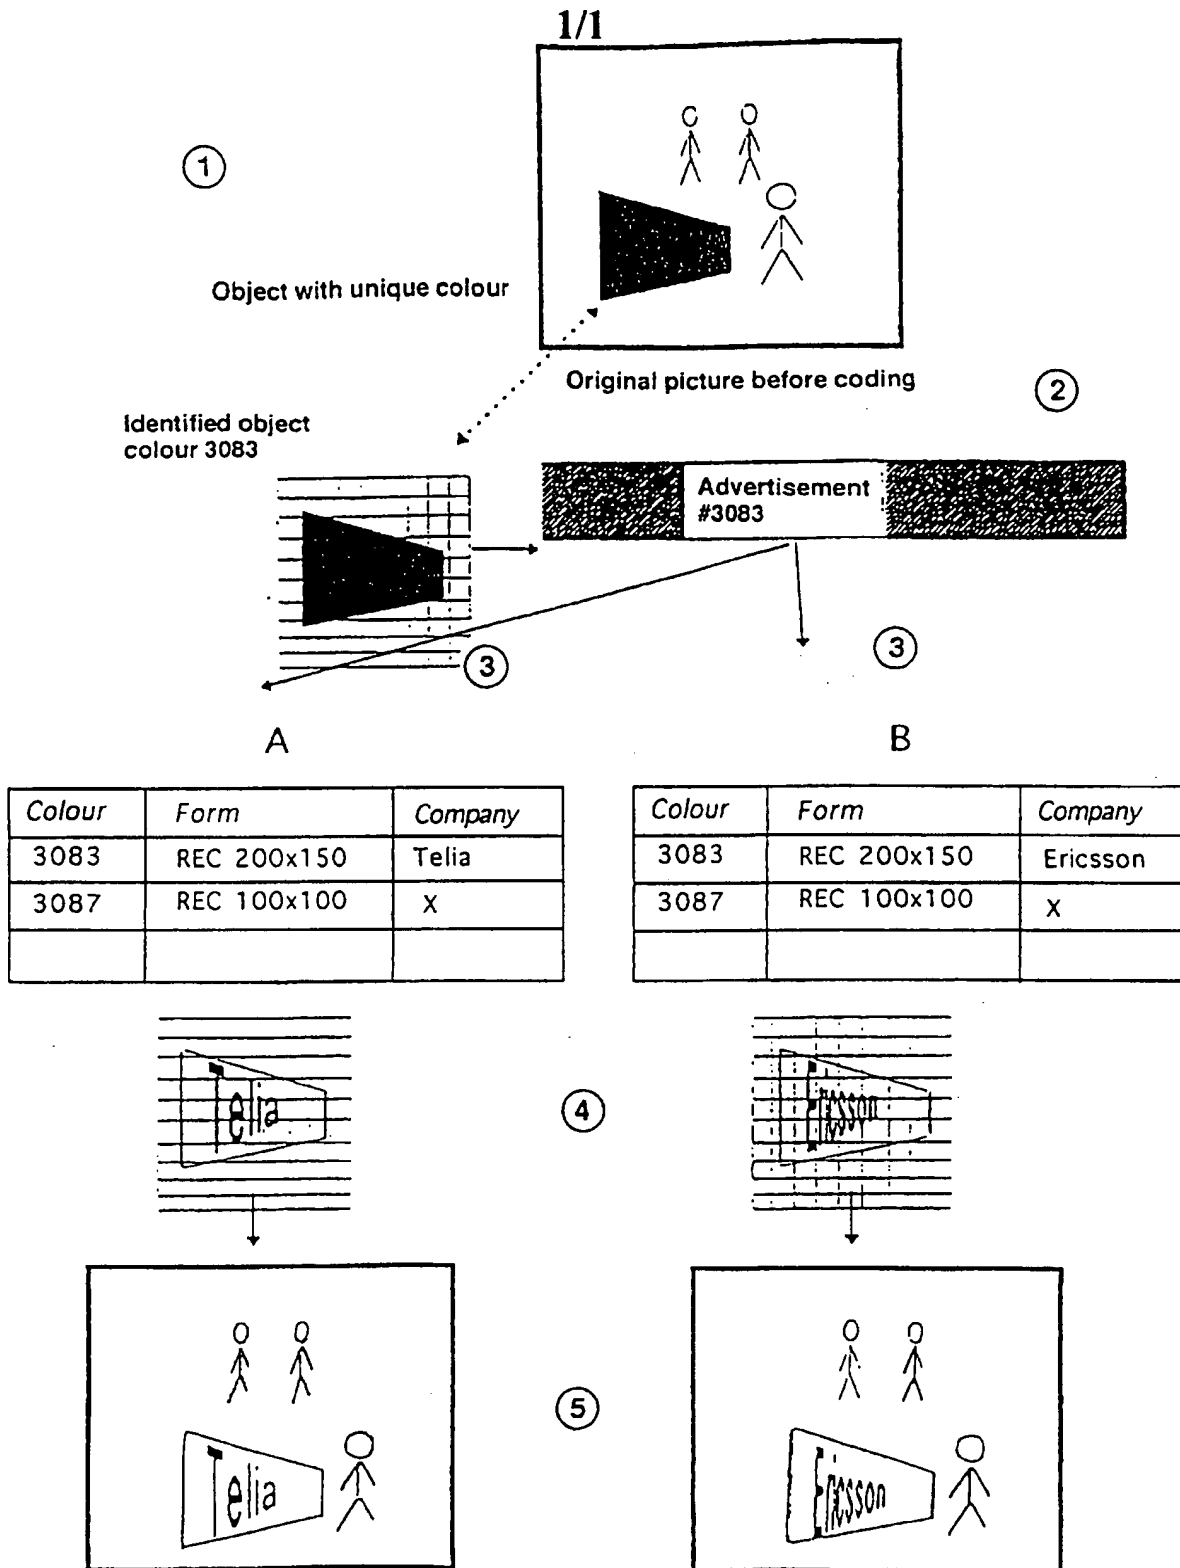 1/1
1
Object with unique colour
Original picture before coding
2
Identified object
colour 3083
Advertisement
#3083
3
3
A
B
Colour Form Company
3083 REC 200x150 Telia
3087 REC 100x100 X
Colour Form Company
3083 REC 200x150 Ericsson
3087 REC 100x100 X
Telia
4
Ericsson
5
Telia
Ericsson